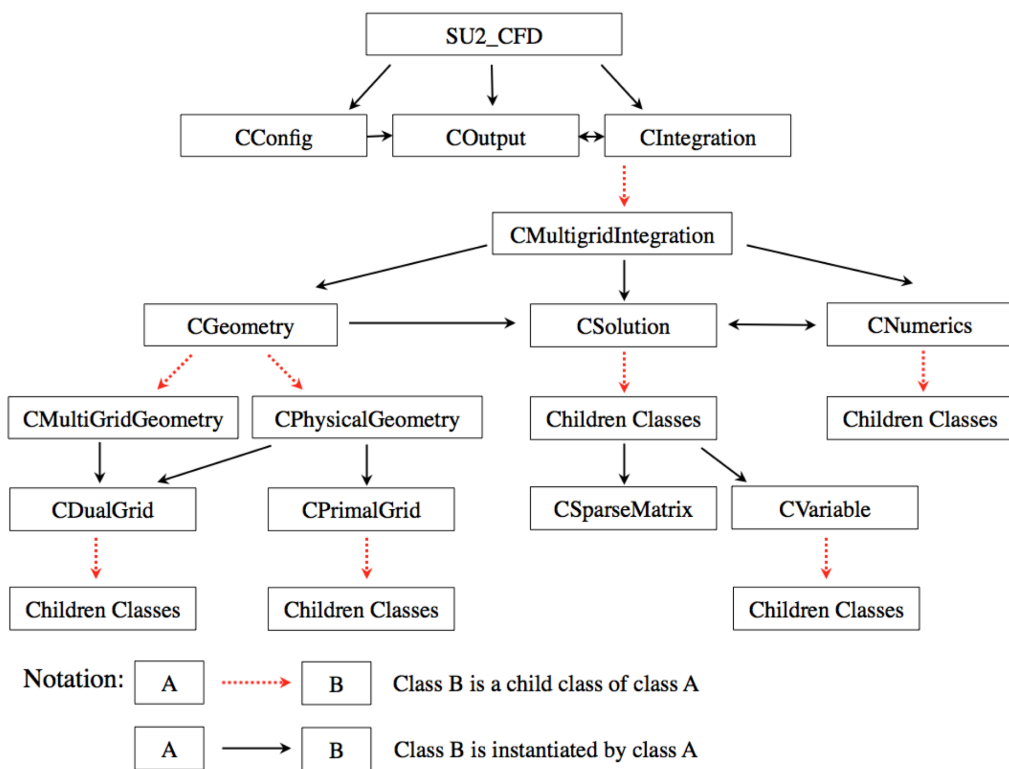 SU2_CFD
CConfig
COutput
CIntegration
CMultigridIntegration
CGeometry
CSolution
CNumerics
CMultiGridGeometry
CPhysicalGeometry
Children Classes
Children Classes
CDualGrid
CPrimalGrid
CSparseMatrix
CVariable
Children Classes
Children Classes
Children Classes
Notation:
A
B
Class B is a child class of class A
A
B
Class B is instantiated by class A